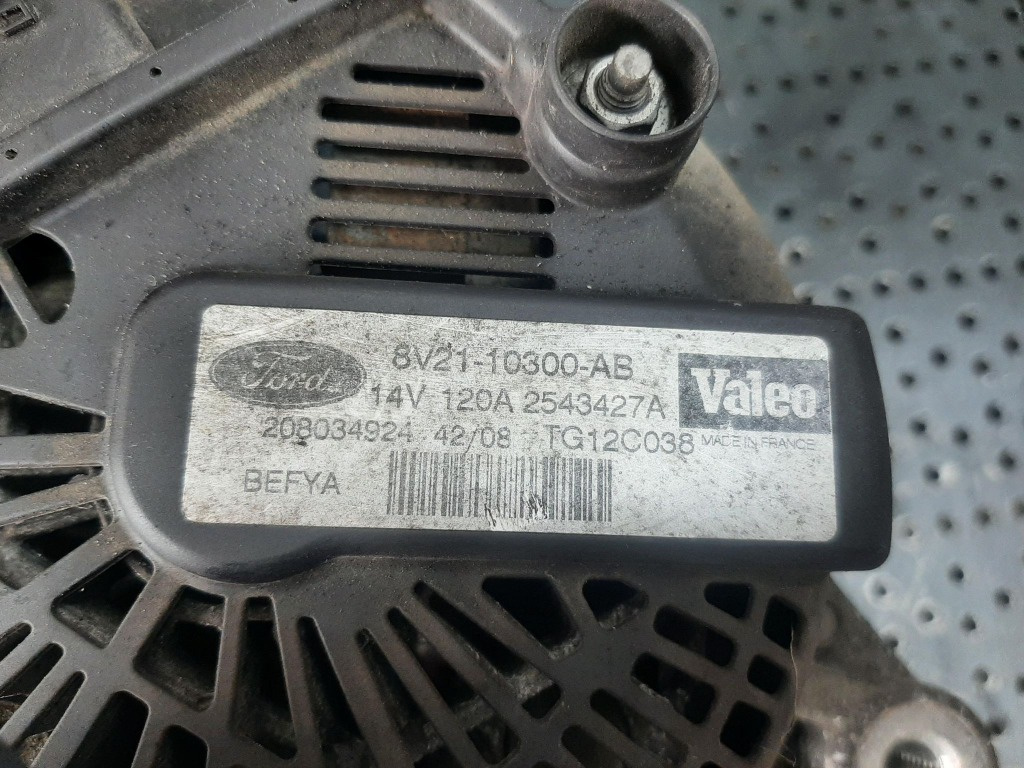 Ford 8V21-10300-AB Valeo
14V 120A 2543427A
208034924 42/08 TG12C038 MADE IN FRANCE
BEFYA